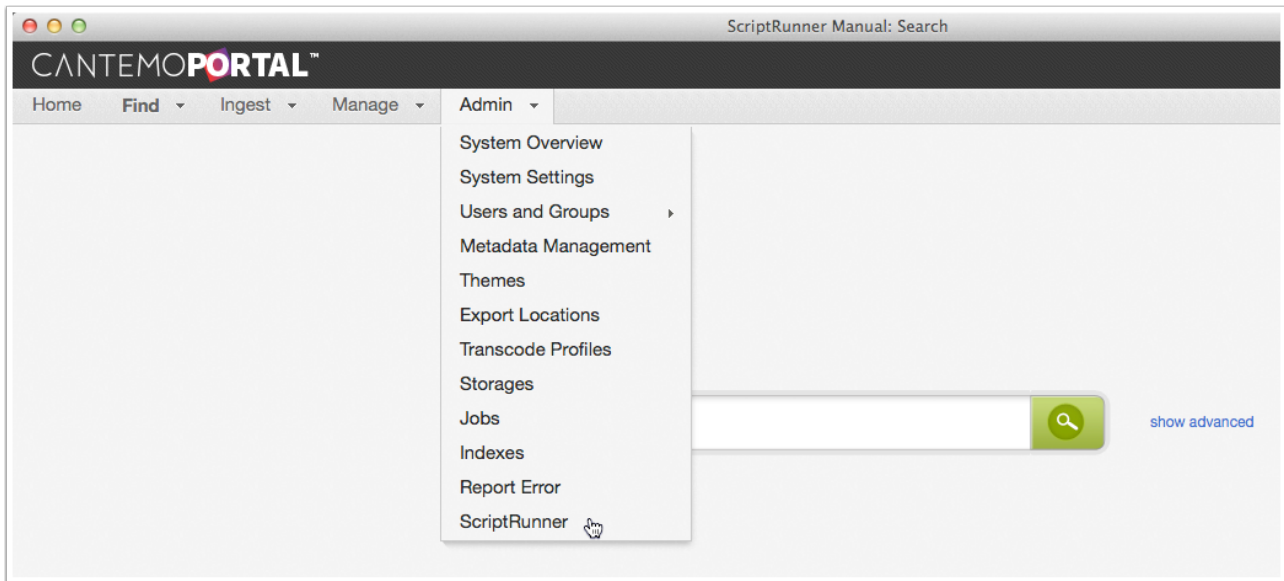 ScriptRunner Manual: Search
CANTEMOPORTAL™
Home Find Ingest Manage Admin
System Overview
System Settings
Users and Groups
Metadata Management
Themes
Export Locations
Transcode Profiles
Storages
Jobs
show advanced
Indexes
Report Error
ScriptRunner